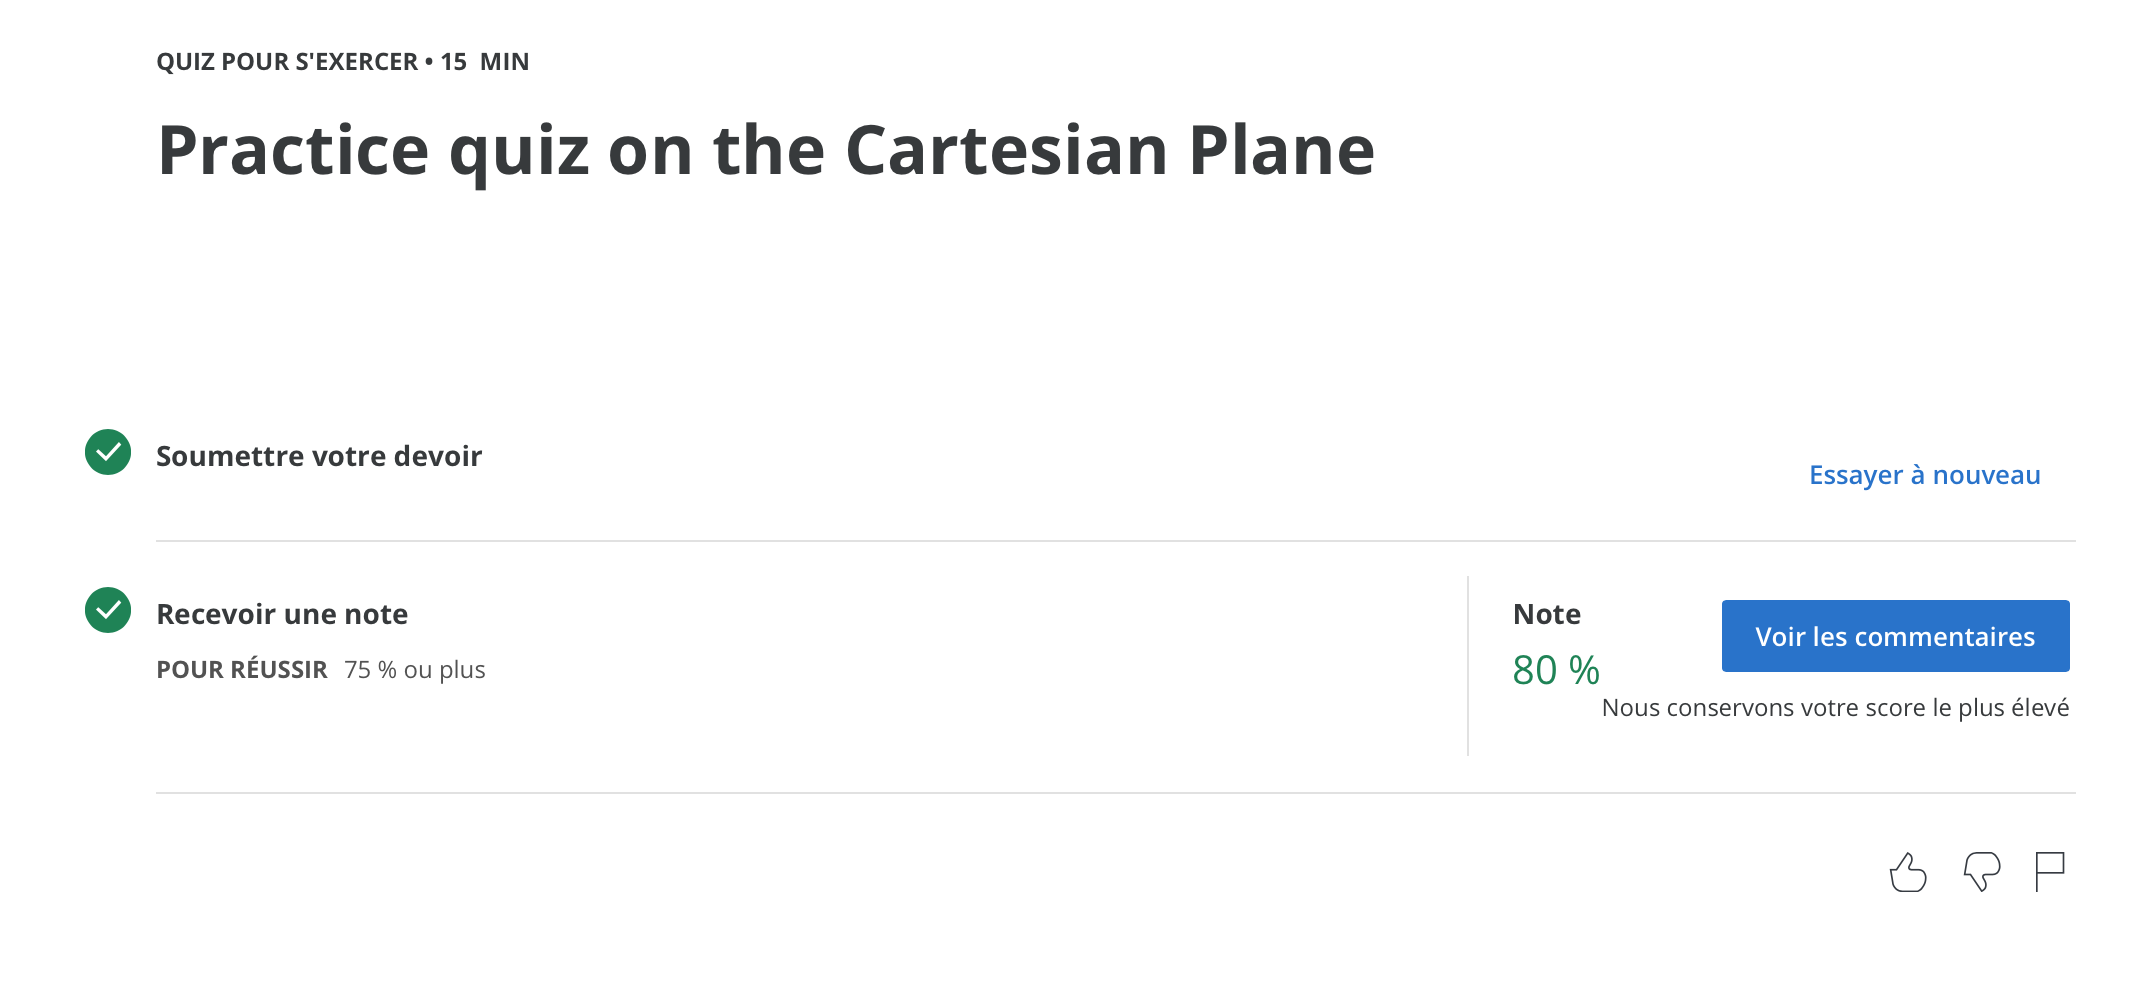 QUIZ POUR S'EXERCER • 15 MIN
Practice quiz on the Cartesian Plane
Soumettre votre devoir
Essayer à nouveau
Recevoir une note
POUR RÉUSSIR 75 % ou plus
Note
80 %
Voir les commentaires
Nous conservons votre score le plus élevé